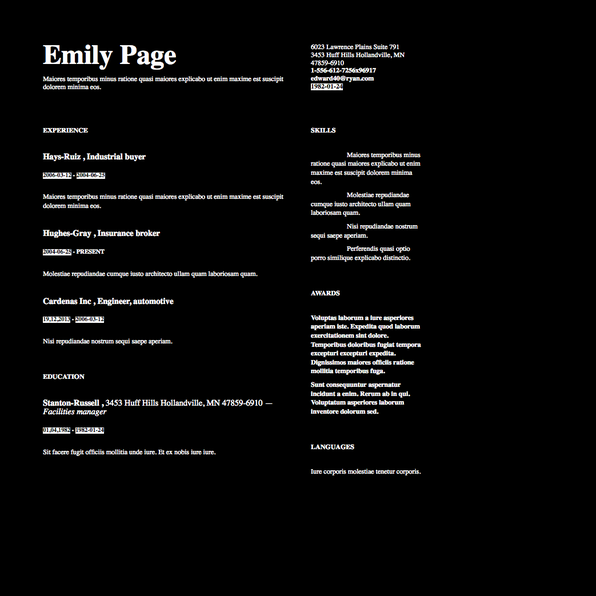 Emily Page
Maiores temporibus minus ratione quasi maiores explicabo ut enim maxime est suscipit
dolorem minima eos.
EXPERIENCE
Hays-Ruiz , Industrial buyer
2006-03-12 - 2004-06-25
Maiores temporibus minus ratione quasi maiores explicabo ut enim maxime est suscipit
dolorem minima eos.
Hughes-Gray , Insurance broker
2004-06-25 - PRESENT
Molestiae repudiandae cumque iusto architecto ullam quam laboriosam quam.
Cardenas Inc , Engineer, automotive
19.12.2013 - 2006-03-12
Nisi repudiandae nostrum sequi saepe aperiam.
EDUCATION
Stanton-Russell , 3453 Huff Hills Hollandville, MN 47859-6910 —
Facilities manager
01.04.1982 - 1982-01-24
Sit facere fugit officiis mollitia unde iure. Et ex nobis iure iure.
6023 Lawrence Plains Suite 791
3453 Huff Hills Hollandville, MN
47859-6910
1-556-612-7256x96917
edward40@ryan.com
1982-01-24
SKILLS
Maiores temporibus minus
ratione quasi maiores explicabo ut enim
maxime est suscipit dolorem minima
eos.
Molestiae repudiandae
cumque iusto architecto ullam quam
laboriosam quam.
Nisi repudiandae nostrum
sequi saepe aperiam.
Perferendis quasi optio
porro similique explicabo distinctio.
AWARDS
Voluptas laborum a iure asperiores
aperiam iste. Expedita quod laborum
exercitationem sint dolore.
Temporibus doloribus fugiat tempora
excepturi excepturi expedita.
Dignissimos maiores officiis ratione
mollitia temporibus fuga.
Sunt consequuntur aspernatur
incidunt a enim. Rerum ab in qui.
Voluptatum asperiores laborum
inventore dolorum sed.
LANGUAGES
Iure corporis molestiae tenetur corporis.